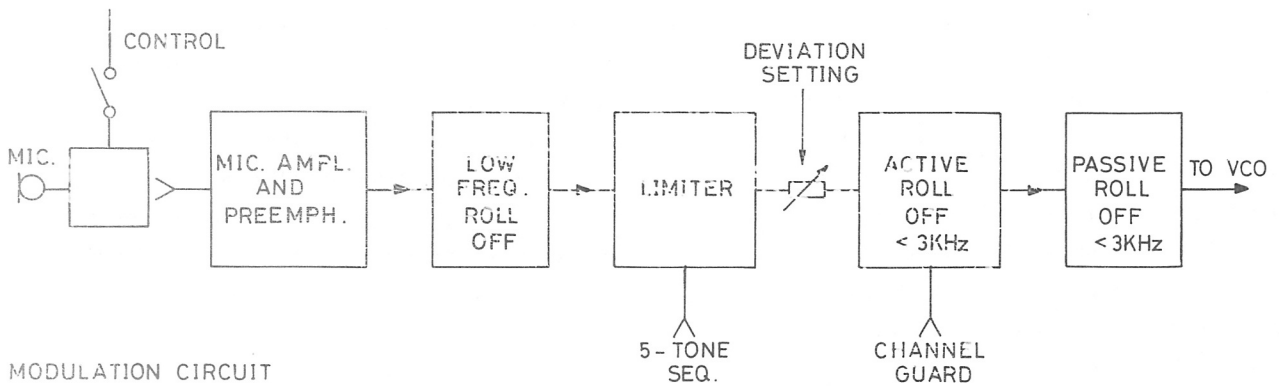 CONTROL
MIC.
MIC. AMPL.
AND
PREEMPH.
LOW
FREQ.
ROLL
OFF
LIMITER
DEVIATION
SETTING
ACTIVE
ROLL
OFF
< 3KHz
PASSIVE
ROLL
OFF
< 3KHz
TO VCO
5-TONE
SEQ.
CHANNEL
GUARD
MODULATION CIRCUIT